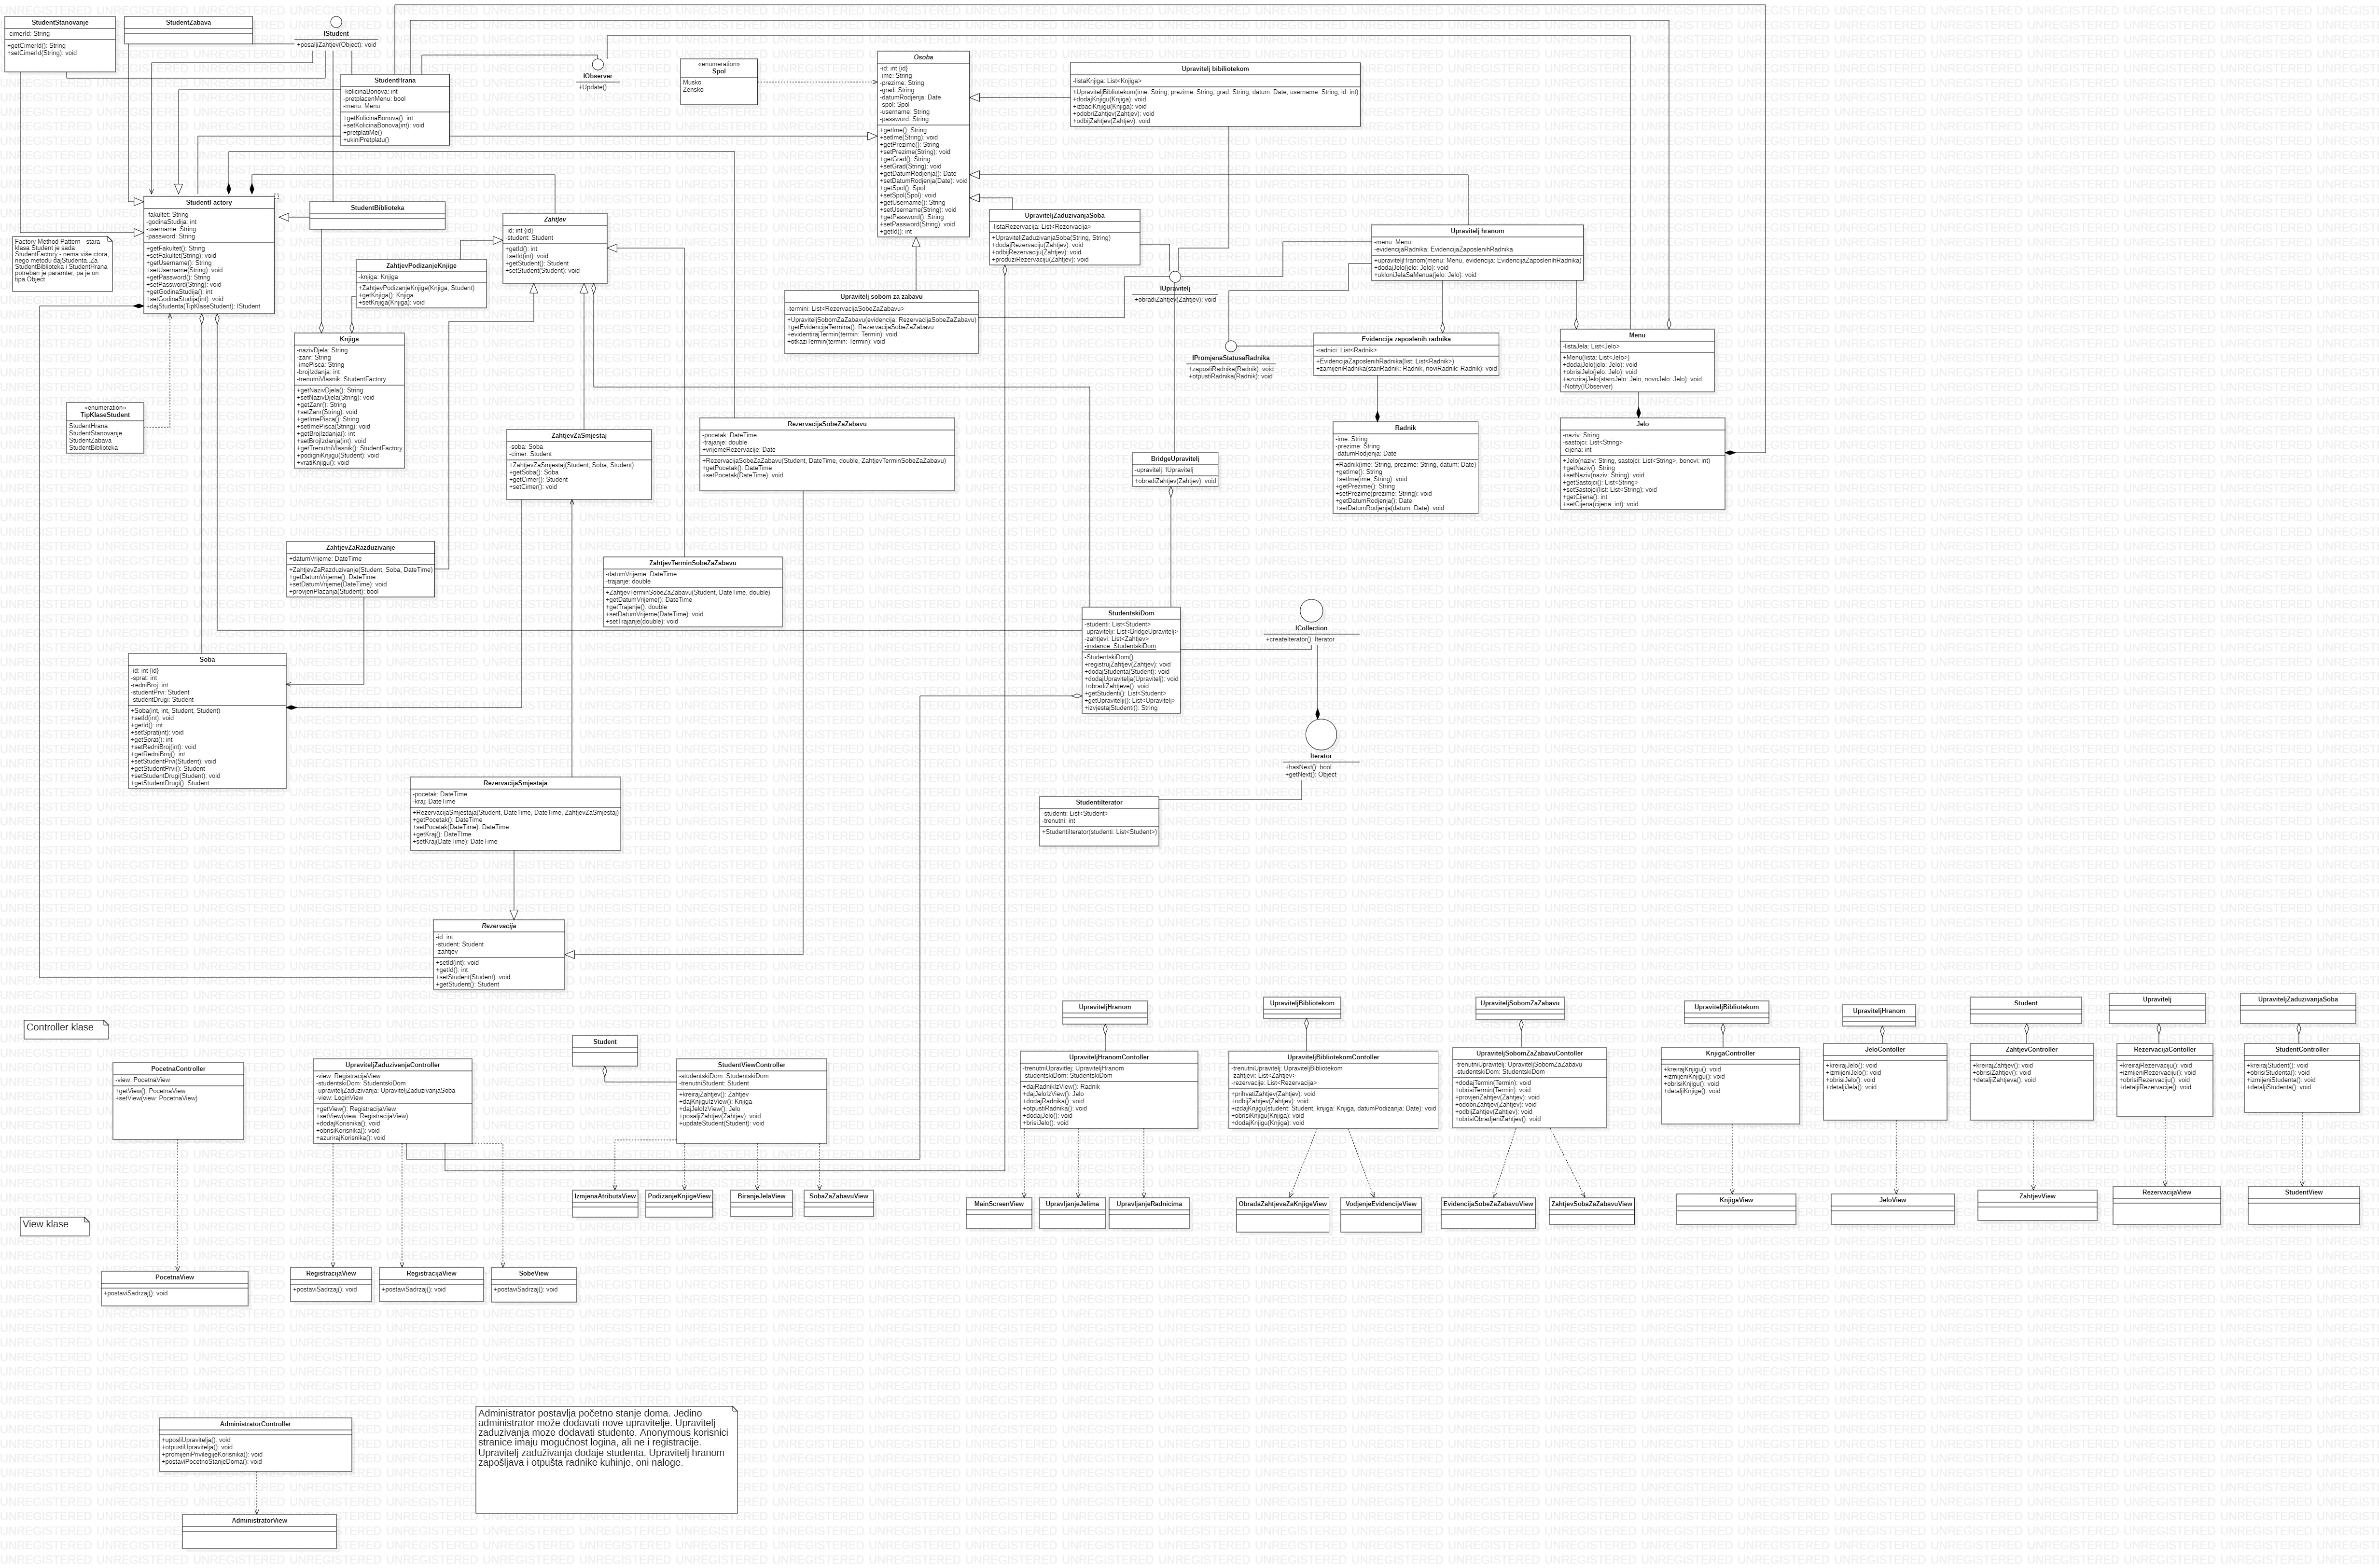 StudentStanovanje
-cimerId: String
+getCimerId(): String
+setCimerId(String): void
StudentZabava
IStudent
+posaljiZahtjev(Object): void
StudentHrana
-kolicinaBonova: int
-pretplacenMenu: bool
-menu: Menu
+getKolicinaBonova(): int
+setKolicinaBonova(int): void
+pretplatiMe()
+ukiniPretplatu()
IObserver
+Update()
«enumeration»
Spol
Musko
Zensko
Osoba
-id: int {id}
-ime: String
-prezime: String
-grad: String
-datumRodjenja: Date
-spol: Spol
-username: String
-password: String
+getIme(): String
+setIme(String): void
+getPrezime(): String
+setPrezime(): String
+getGrad(): String
+setGrad(String): void
+getDatumRodjenja(): Date
+setDatumRodjenja(Date): void
+getSpol(): Spol
+setSpol(Spol): void
+getUsername(): String
+setUsername(String): void
+getPassword(): String
+setPassword(String): void
+getId(): int
Upravitelj bibiliotekom
-listaKnjiga: List<Knjiga>
+UpraviteljBibliotekom(ime: String, prezime: String, grad: String, datum: Date, username: String, id: int)
+dodajKnjigu(Knjiga): void
+izbaciKnjigu(Knjiga): void
+odobriZahtjev(Zahtjev): void
+odbijZahtjev(Zahtjev): void
StudentFactory
-fakultet: String
-godinaStudija: int
-username: String
-password: String
+getFakultet(): String
+setFakultet(String): void
+getUsername(): String
+setUsername(String): void
+getPassword(): String
+setPassword(String): void
+getGodinaStudija(): int
+setGodinaStudija(int): void
+dajStudenta(TipKlaseStudent): IStudent
Factory Method Pattern - stara
klasa Student je sada
StudentFactory - nema više ctora,
nego metodu dajStudenta. Za
StudentBiblioteka i StudentHrana
potreban je paramter, pa je on
tipa Object
StudentBiblioteka
Zahtjev
-id: int {id}
-student: Student
+getId(): int
+setId(int): void
+getStudent(): Student
+setStudent(Student): void
ZahtjevPodizanjeKnjige
-knjiga: Knjiga
+ZahtjevPodizanjeKnjige(Knjiga, Student)
+getKnjiga(): Knjiga
+setKnjiga(Knjiga): void
UpraviteljZaduzivanjaSoba
-listaRezervacija: List<Rezervacija>
+UpraviteljZaduzivanjaSoba(String, String)
+dodajRezervaciju(Zahtjev): void
+odbijRezervaciju(Zahtjev): void
+produziRezervaciju(Zahtjev): void
Upravitelj hranom
-menu: Menu
-evidencijaRadnika: EvidencijaZaposlenihRadnika
+upraviteljHranom(menu: Menu, evidencija: EvidencijaZaposlenihRadnika)
+dodajJelo(jelo: Jelo): void
+ukloniJeloSaMenua(jelo: Jelo): void
IUpravitelj
+obradiZahtjev(Zahtjev): void
Upravitelj sobom za zabavu
-termini: List<RezervacijaSobeZaZabavu>
+UpraviteljSobomZaZabavu(evidencija: RezervacijaSobeZaZabavu)
+getEvidencijaTermina(): RezervacijaSobeZaZabavu
+evidentirajTermin(termin: Termin): void
+otkaziTermin(termin: Termin): void
Knjiga
-nazivDjela: String
-zanr: String
-imePisca: String
-brojIzdanja: int
-trenutniVlasnik: StudentFactory
+getNazivDjela(): String
+setNazivDjela(String): void
+getZanr(): String
+setZanr(String): void
+getImePisca(): String
+setImePisca(String): void
+getBrojIzdanja(): int
+setBrojIzdanja(int): void
+getTrenutniVlasnik(): StudentFactory
+podigniKnjigu(Student): void
+vratiKnjigu(): void
IPromjenaStatusaRadnika
+zaposliRadnika(Radnik): void
+otpustiRadnika(Radnik): void
Evidencija zaposlenih radnika
-radnici: List<Radnik>
+EvidencijaZaposlenihRadnika(list: List<Radnik>)
+zamijeniRadnika(stariRadnik: Radnik, noviRadnik: Radnik): void
Menu
-listaJela: List<Jelo>
+Menu(lista: List<Jelo>)
+dodajJelo(jelo: Jelo): void
+obrisiJelo(jelo: Jelo): void
+azurirajJelo(staroJelo: Jelo, novoJelo: Jelo): void
-Notify(IObserver)
«enumeration»
TipKlaseStudent
StudentHrana
StudentStanovanje
StudentZabava
StudentBiblioteka
ZahtjevZaSmjestaj
-soba: Soba
-cimer: Student
+ZahtjevZaSmjestaj(Student, Soba, Student)
+getSoba(): Soba
+getCimer(): Student
+setCimer(): void
RezervacijaSobeZaZabavu
-pocetak: DateTime
-trajanje: double
+vrijemeRezervacije: Date
+RezervacijaSobeZaZabavu(Student, DateTime, double, ZahtjevTerminSobeZaZabavu)
+getPocetak(): DateTime
+setPocetak(DateTime): void
Radnik
-ime: String
-prezime: String
-datumRodjenja: Date
+Radnik(ime: String, prezime: String, datum: Date)
+getIme(): String
+setIme(ime: String): void
+getPrezime(): String
+setPrezime(prezime: String): void
+getDatumRodjenja(): Date
+setDatumRodjenja(datum: Date): void
Jelo
-naziv: String
-sastojci: List<String>
-cijena: int
+Jelo(naziv: String, sastojci: List<String>, bonovi: int)
+getNaziv(): String
+setNaziv(naziv: String): void
+getSastojci(): List<String>
+setSastojci(list: List<String): void
+getCijena(): int
+setCijena(cijena: int): void
BridgeUpravitelj
-upravitelj: IUpravitelj
+obradiZahtjev(Zahtjev): void
ZahtjevZaRazduzivanje
+datumVrijeme: DateTime
+ZahtjevZaRazduzivanje(Student, Soba, DateTime)
+getDatumVrijeme(): DateTime
+setDatumVrijeme(DateTime): void
+provjeriPlacanja(Student): bool
ZahtjevTerminSobeZaZabavu
-datumVrijeme: DateTime
-trajanje: double
+ZahtjevTerminSobeZaZabavu(Student, DateTime, double)
+getDatumVrijeme(): DateTime
+getTrajanje(): double
+setDatumVrijeme(DateTime): void
+setTrajanje(double): void
StudentskiDom
-studenti: List<Student>
-upravitelji: List<BridgeUpravitelj>
-zahtjevi: List<Zahtjev>
-instance: StudentskiDom
-StudentskiDom()
+registrujZahtjev(Zahtjev): void
+dodajStudenta(Student): void
+dodajUpravitelja(Upravitelj): void
+obradiZahtjeve(): void
+getStudenti(): List<Student>
+getUpravitelji(): List<Upravitelj>
+izvjestajStudenti(): String
ICollection
+createIterator(): Iterator
Iterator
+hasNext(): bool
+getNext(): Object
StudentiIterator
-studenti: List<Student>
-trenutni: int
+StudentiIterator(studenti: List<Student>)
Soba
-id: int {id}
-sprat: int
-redniBroj: int
-studentPrvi: Student
-studentDrugi: Student
+Soba(int, int, Student, Student)
+setId(int): void
+getId(): int
+setSprat(int): void
+getSprat(): int
+setRedniBroj(int): void
+getRedniBroj(): int
+setStudentPrvi(Student): void
+getStudentPrvi(): Student
+setStudentDrugi(Student): void
+getStudentDrugi(): Student
RezervacijaSmjestaja
-pocetak: DateTime
-kraj: DateTime
+RezervacijaSmjestaja(Student, DateTime, DateTime, ZahtjevZaSmjestaj)
+getPocetak(): DateTime
+setPocetak(DateTime): DateTime
+getKraj(): DateTIme
+setKraj(DateTime): DateTime
Rezervacija
-id: int
-student: Student
-zahtjev
+setId(int): void
+getId(): int
+setStudent(Student): void
+getStudent(): Student
Controller klase
PocetnaController
-view: PocetnaView
+getView(): PocetnaView
+setView(view: PocetnaView)
UpraviteljZaduzivanjaController
-view: RegistracijaView
-studentskiDom: StudentskiDom
-upraviteljZaduzivanja: UpraviteljZaduzivanjaSoba
-view: LoginView
+getView(): RegistracijaView
+setView(view: RegistracijaView)
+dodajKorisnika(): void
+obrisiKorisnika(): void
+azurirajKorisnika(): void
Student
StudentViewController
-studentskiDom: StudentskiDom
-trenutniStudent: Student
+kreirajZahtjev(): Zahtjev
+dajKnjiguIzView(): Knjiga
+dajJeloIzView(): Jelo
+posaljiZahtjev(Zahtjev): void
+updateStudent(Student): void
UpraviteljHranom
UpraviteljHranomContoller
-trenutniUpravitlej: UpraviteljHranom
-studentskiDom: StudentskiDom
+dajRadnikIzView(): Radnik
+dajJeloIzView(): Jelo
+dodajRadnika(): void
+otpustiRadnika(): void
+dodajJelo(): void
+brisiJelo(): void
UpraviteljBibliotekom
UpraviteljBibliotekomContoller
-trenutniUpravitelj: UpraviteljBibliotekom
-zahtjevi: List<Zahtjev>
-rezervacije: List<Rezervacija>
+prihvatiZahtjev(Zahtjev): void
+odbijZahtjev(Zahtjev): void
+izdajKnjigu(student: Student, knjiga: Knjiga, datumPodizanja: Date): void
+obrisiKnjigu(Knjiga): void
+dodajKnjigu(Knjiga): void
UpraviteljSobomZaZabavu
UpraviteljSobomZaZabavuContoller
-trenutniUpravitelj: UpraviteljSobomZaZabavu
-studentskiDom: StudentskiDom
+dodajTermin(Termin): void
+obrisiTermin(Termin): void
+provjeriZahtjev(Zahtjev): void
+odobriZahtjev(Zahtjev): void
+odbijZahtjev(Zahtjev): void
+obrisiObradjeniZahtjev(): void
UpraviteljBibliotekom
KnjigaController
+kreirajKnjigu(): void
+izmijeniKnjigu(): void
+obrisiKnjigu(): void
+detaljiKnjige(): void
UpraviteljHranom
JeloContoller
+kreirajJelo(): void
+izmijeniJelo(): void
+obrisiJelo(): void
+detaljiJela(): void
Student
ZahtjevController
+kreirajZahtjev(): void
+obrisiZahtjev(): void
+detaljiZahtjeva(): void
Upravitelj
RezervacijaContoller
+kreirajRezervaciju(): void
+izmijeniRezervaciju(): void
+obrisiRezervaciju(): void
+detaljiRezervacije(): void
UpraviteljZaduzivanjaSoba
StudentController
+kreirajStudent(): void
+obrisiStudenta(): void
+izmijeniStudenta(): void
+detaljiStudenta(): void
View klase
IzmjenaAtributaView
PodizanjeKnjigeView
BiranjeJelaView
SobaZaZabavuView
MainScreenView
UpravljanjeJelima
UpravljanjeRadnicima
ObradaZahtjevaZaKnjigeView
VodjenjeEvidencijeView
EvidencijaSobeZaZabavuView
ZahtjevSobaZaZabavuView
KnjigaView
JeloView
ZahtjevView
RezervacijaView
StudentView
PocetnaView
+postaviSadrzaj(): void
RegistracijaView
+postaviSadrzaj(): void
RegistracijaView
+postaviSadrzaj(): void
SobeView
+postaviSadrzaj(): void
AdministratorController
+uposliUpravitelja(): void
+otpustiUpravitelja(): void
+promijeniPrivilegijeKorisnika(): void
+postaviPocetnoStanjeDoma(): void
AdministratorView
Administrator postavlja početno stanje doma. Jedino
administrator može dodavati nove upravitelje. Upravitelj
zaduzivanja moze dodavati studente. Anonymous korisnici
stranice imaju mogućnost logina, ali ne i registracije.
Upravitelj zaduživanja dodaje studenta. Upravitelj hranom
zapošljava i otpušta radnike kuhinje, oni naloge.